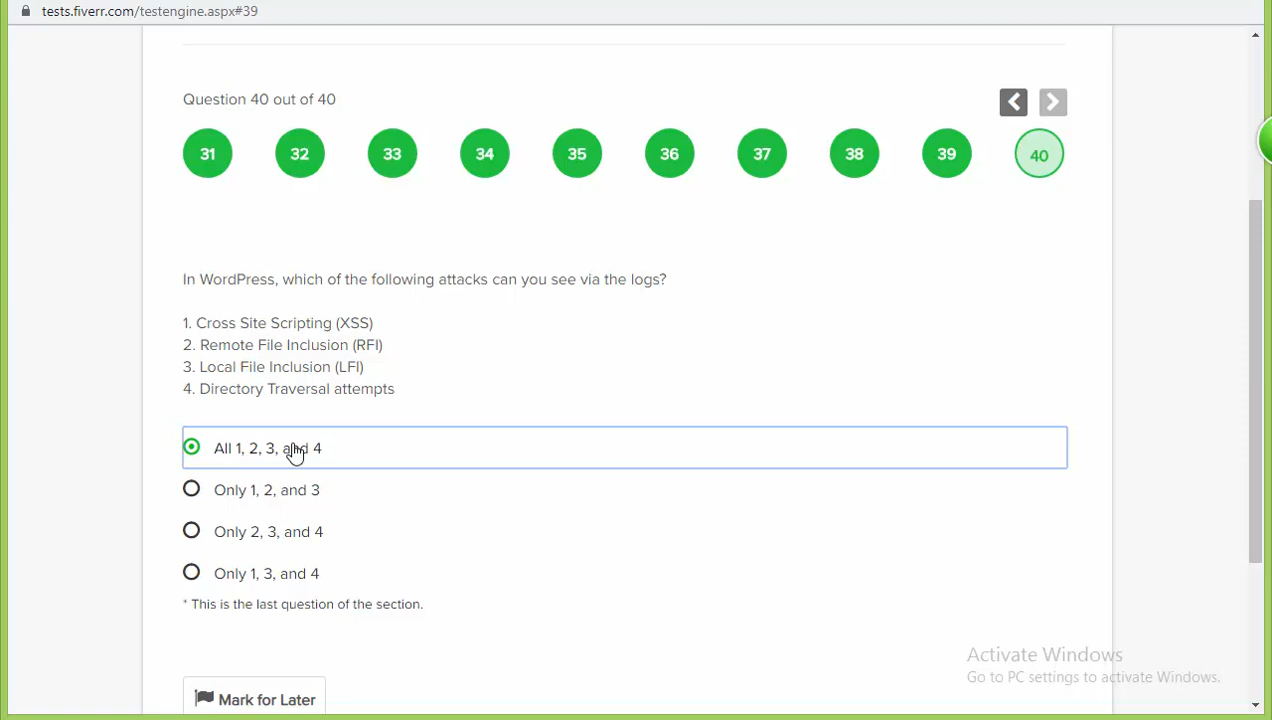 tests.fiverr.com/testengine.aspx#39
Question 40 out of 40
31 32 33 34 35 36 37 38 39 40
In WordPress, which of the following attacks can you see via the logs?
1. Cross Site Scripting (XSS)
2. Remote File Inclusion (RFI)
3. Local File Inclusion (LFI)
4. Directory Traversal attempts
All 1, 2, 3, and 4
Only 1, 2, and 3
Only 2, 3, and 4
Only 1, 3, and 4
* This is the last question of the section.
Activate Windows
Go to PC settings to activate Windows.
Mark for Later